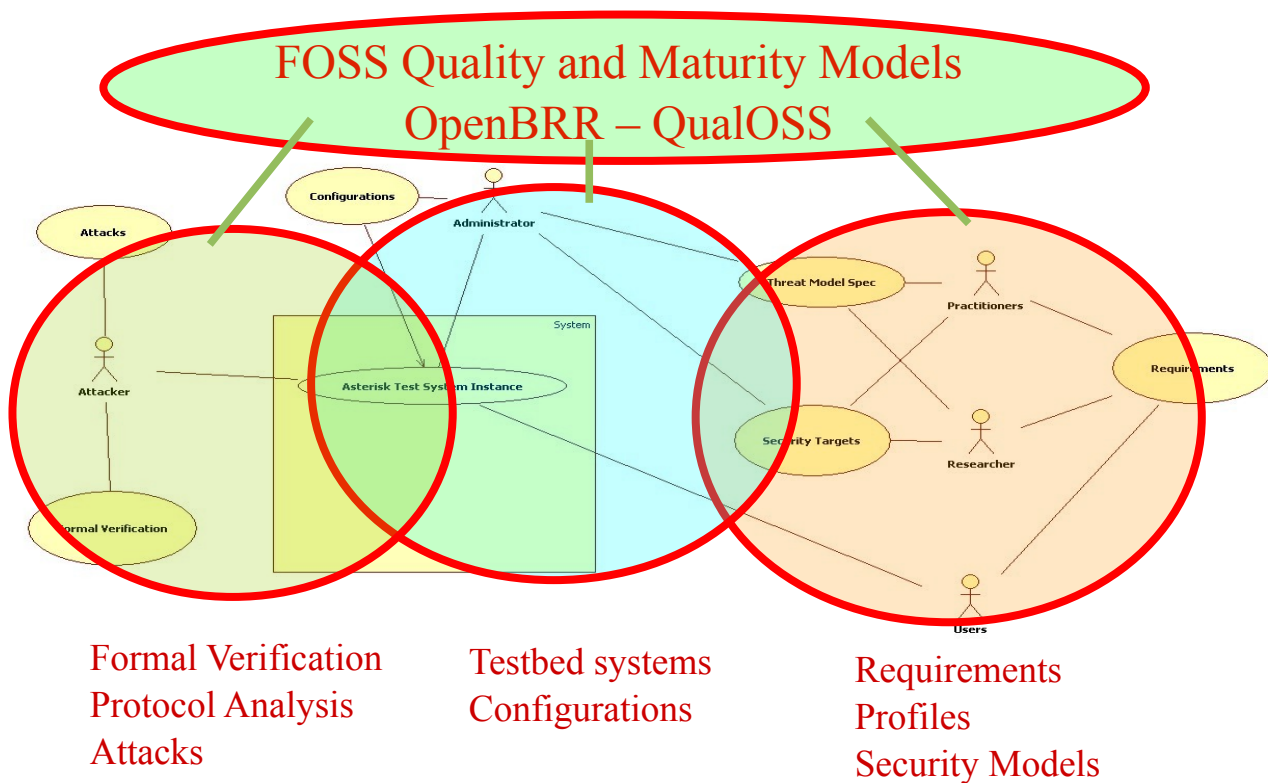 FOSS Quality and Maturity Models
OpenBRR – QualOSS
Configurations
Administrator
Attacks
Threat Model Spec
Practitioners
System
Attacker
Asterisk Test System Instance
Requirements
Security Targets
Researcher
Formal Verification
Users
Formal Verification
Protocol Analysis
Attacks
Testbed systems
Configurations
Requirements
Profiles
Security Models